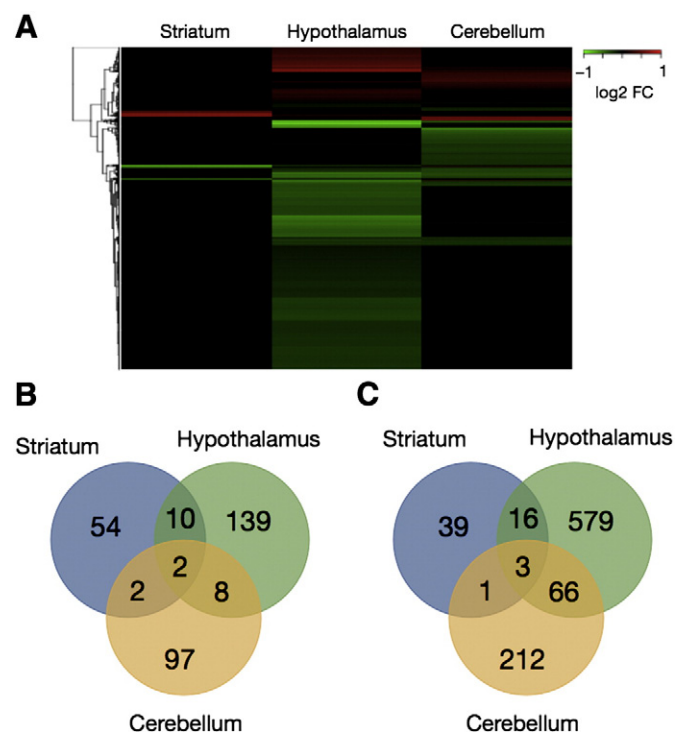 A
Striatum
Hypothalamus
Cerebellum
−1
1
log2 FC
B
Striatum
Hypothalamus
54
10
139
2
2
8
97
Cerebellum
C
Striatum
Hypothalamus
39
16
579
3
1
66
212
Cerebellum